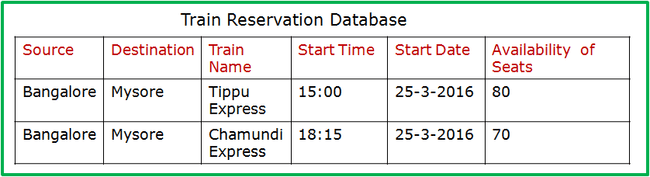 Train Reservation Database
Source Destination Train Name Start Time Start Date Availability of Seats
Bangalore Mysore Tippu Express 15:00 25-3-2016 80
Bangalore Mysore Chamundi Express 18:15 25-3-2016 70